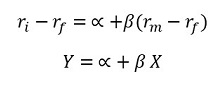 r_i − r_f = ∝ + β(r_m − r_f)
Y = ∝ + β X